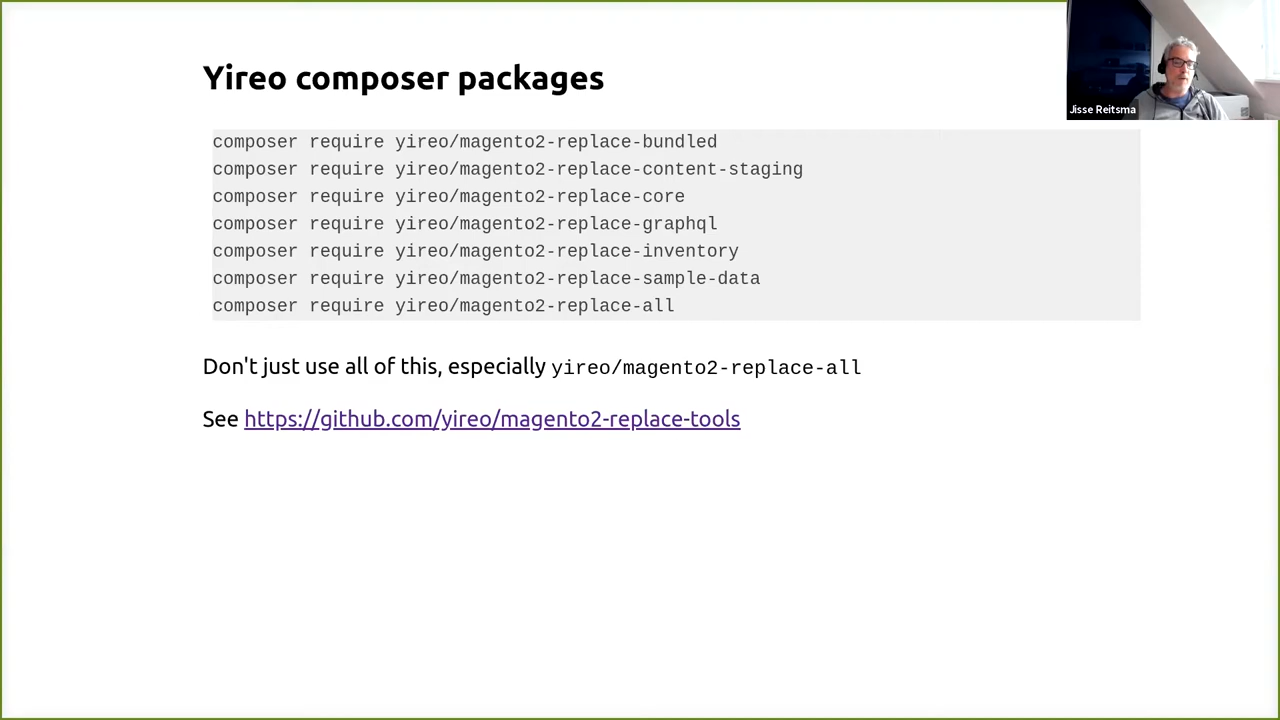 Yireo composer packages
composer require yireo/magento2-replace-bundled
composer require yireo/magento2-replace-content-staging
composer require yireo/magento2-replace-core
composer require yireo/magento2-replace-graphql
composer require yireo/magento2-replace-inventory
composer require yireo/magento2-replace-sample-data
composer require yireo/magento2-replace-all
Don't just use all of this, especially yireo/magento2-replace-all
See https://github.com/yireo/magento2-replace-tools
Jisse Reitsma